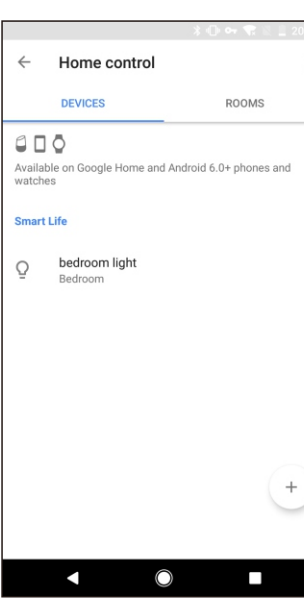 20
Home control
DEVICES
ROOMS
Available on Google Home and Android 6.0+ phones and
watches
Smart Life
bedroom light
Bedroom